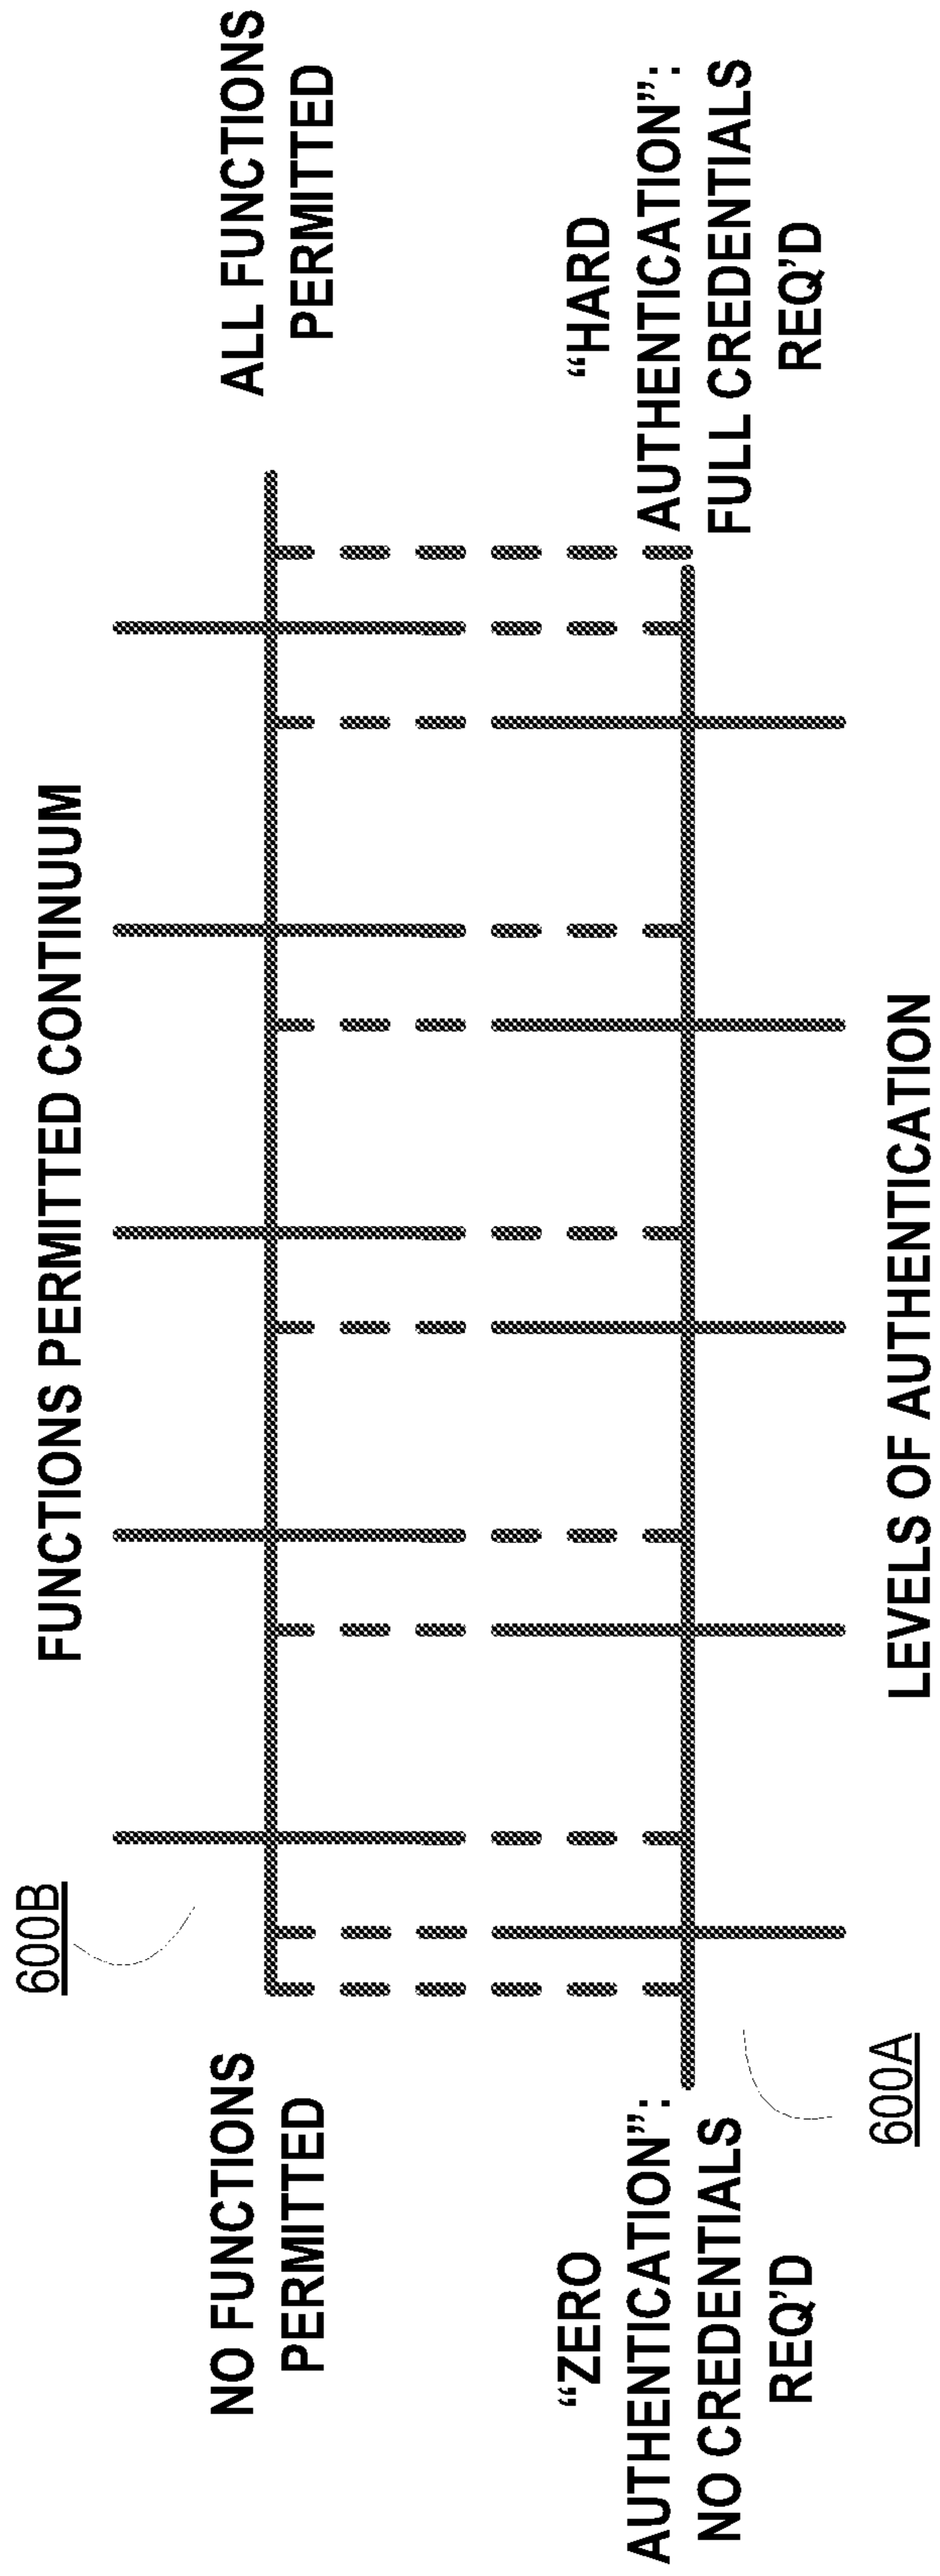 FUNCTIONS PERMITTED CONTINUUM
600B
NO FUNCTIONS
PERMITTED
ALL FUNCTIONS
PERMITTED
“ZERO
AUTHENTICATION”:
NO CREDENTIALS
REQ’D
“HARD
AUTHENTICATION”:
FULL CREDENTIALS
REQ’D
600A
LEVELS OF AUTHENTICATION